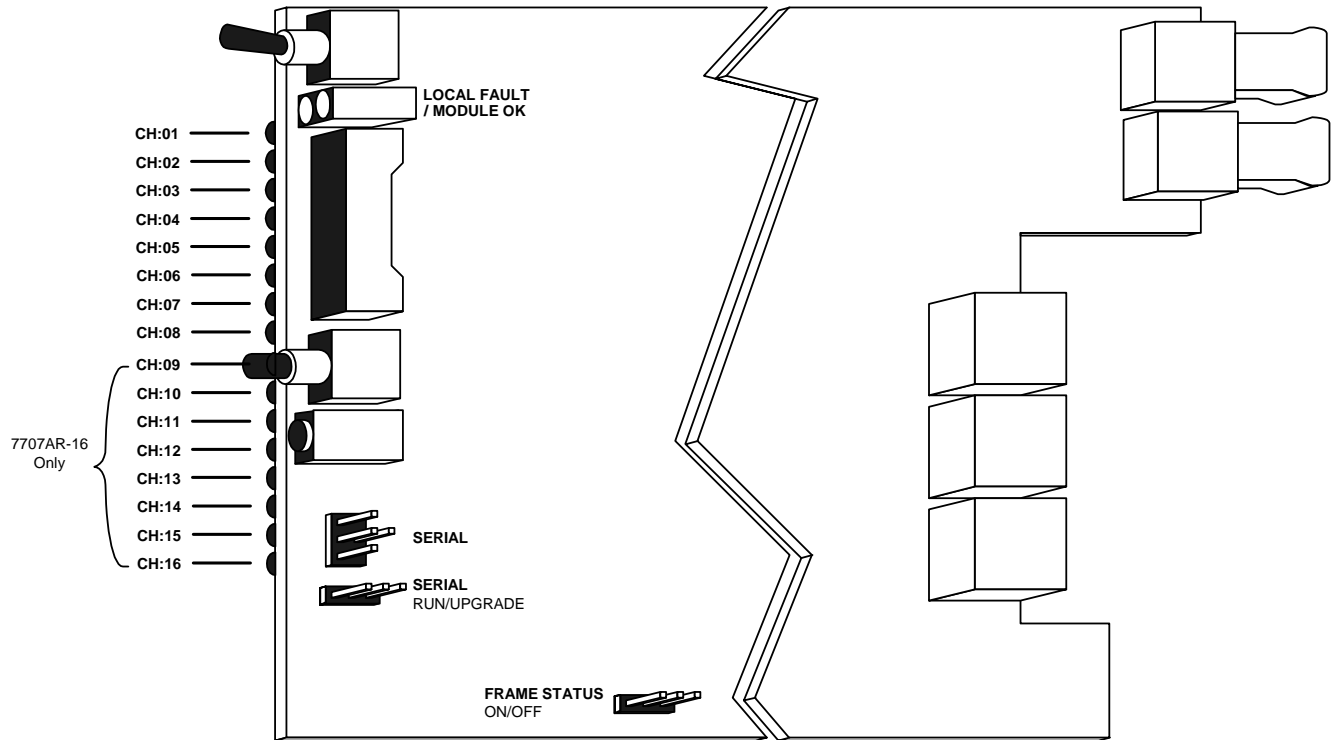 LOCAL FAULT
/ MODULE OK
CH:01
CH:02
CH:03
CH:04
CH:05
CH:06
CH:07
CH:08
CH:09
CH:10
CH:11
CH:12
CH:13
CH:14
CH:15
CH:16
7707AR-16
Only
SERIAL
SERIAL
RUN/UPGRADE
FRAME STATUS
ON/OFF